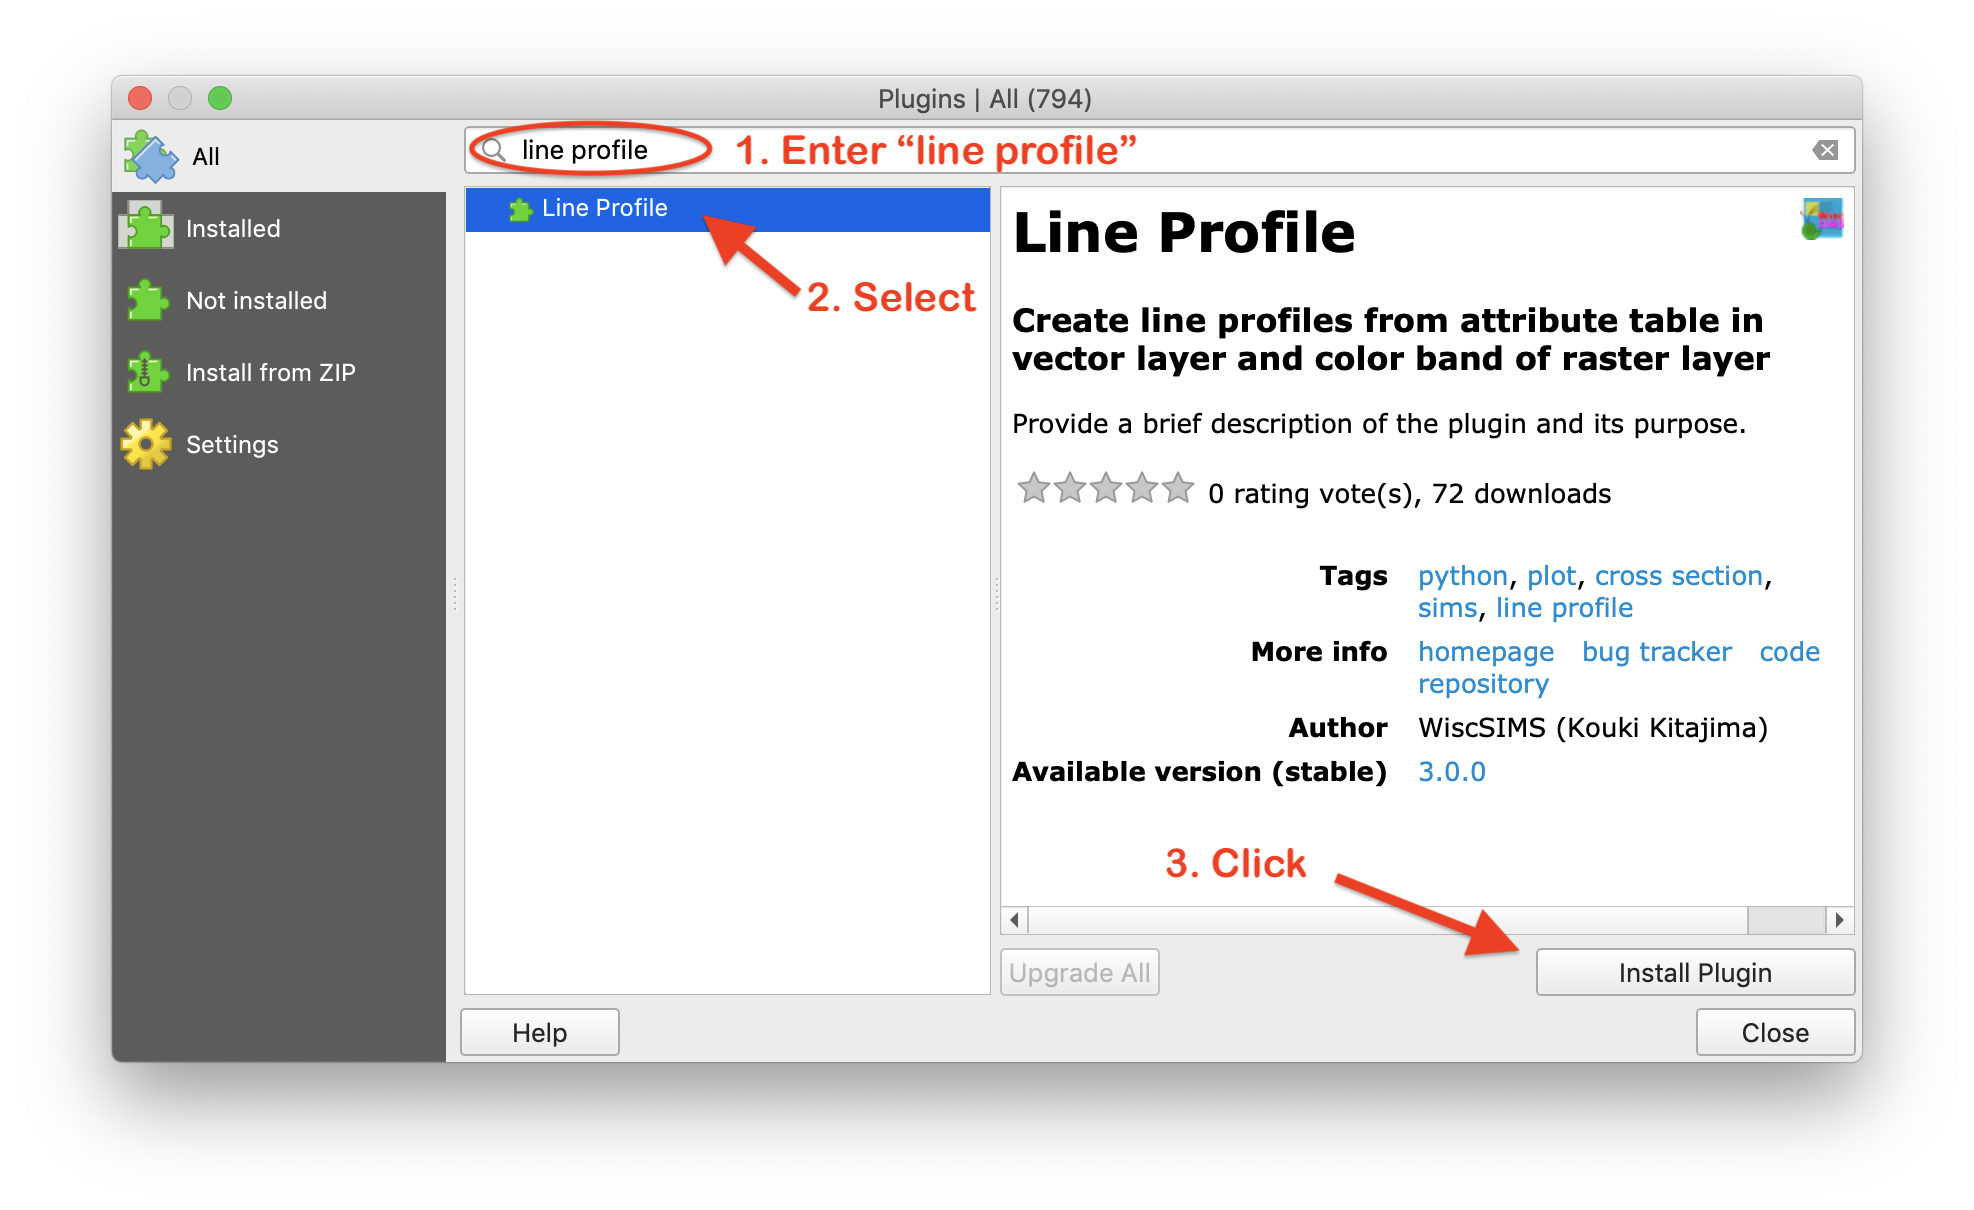 Plugins | All (794)
All
Installed
Not installed
Install from ZIP
Settings
line profile
1. Enter “line profile”
Line Profile
2. Select
Line Profile
Create line profiles from attribute table in
vector layer and color band of raster layer
Provide a brief description of the plugin and its purpose.
0 rating vote(s), 72 downloads
Tags python, plot, cross section,
sims, line profile
More info homepage bug tracker code
repository
Author WiscSIMS (Kouki Kitajima)
Available version (stable) 3.0.0
3. Click
Upgrade All
Install Plugin
Help
Close